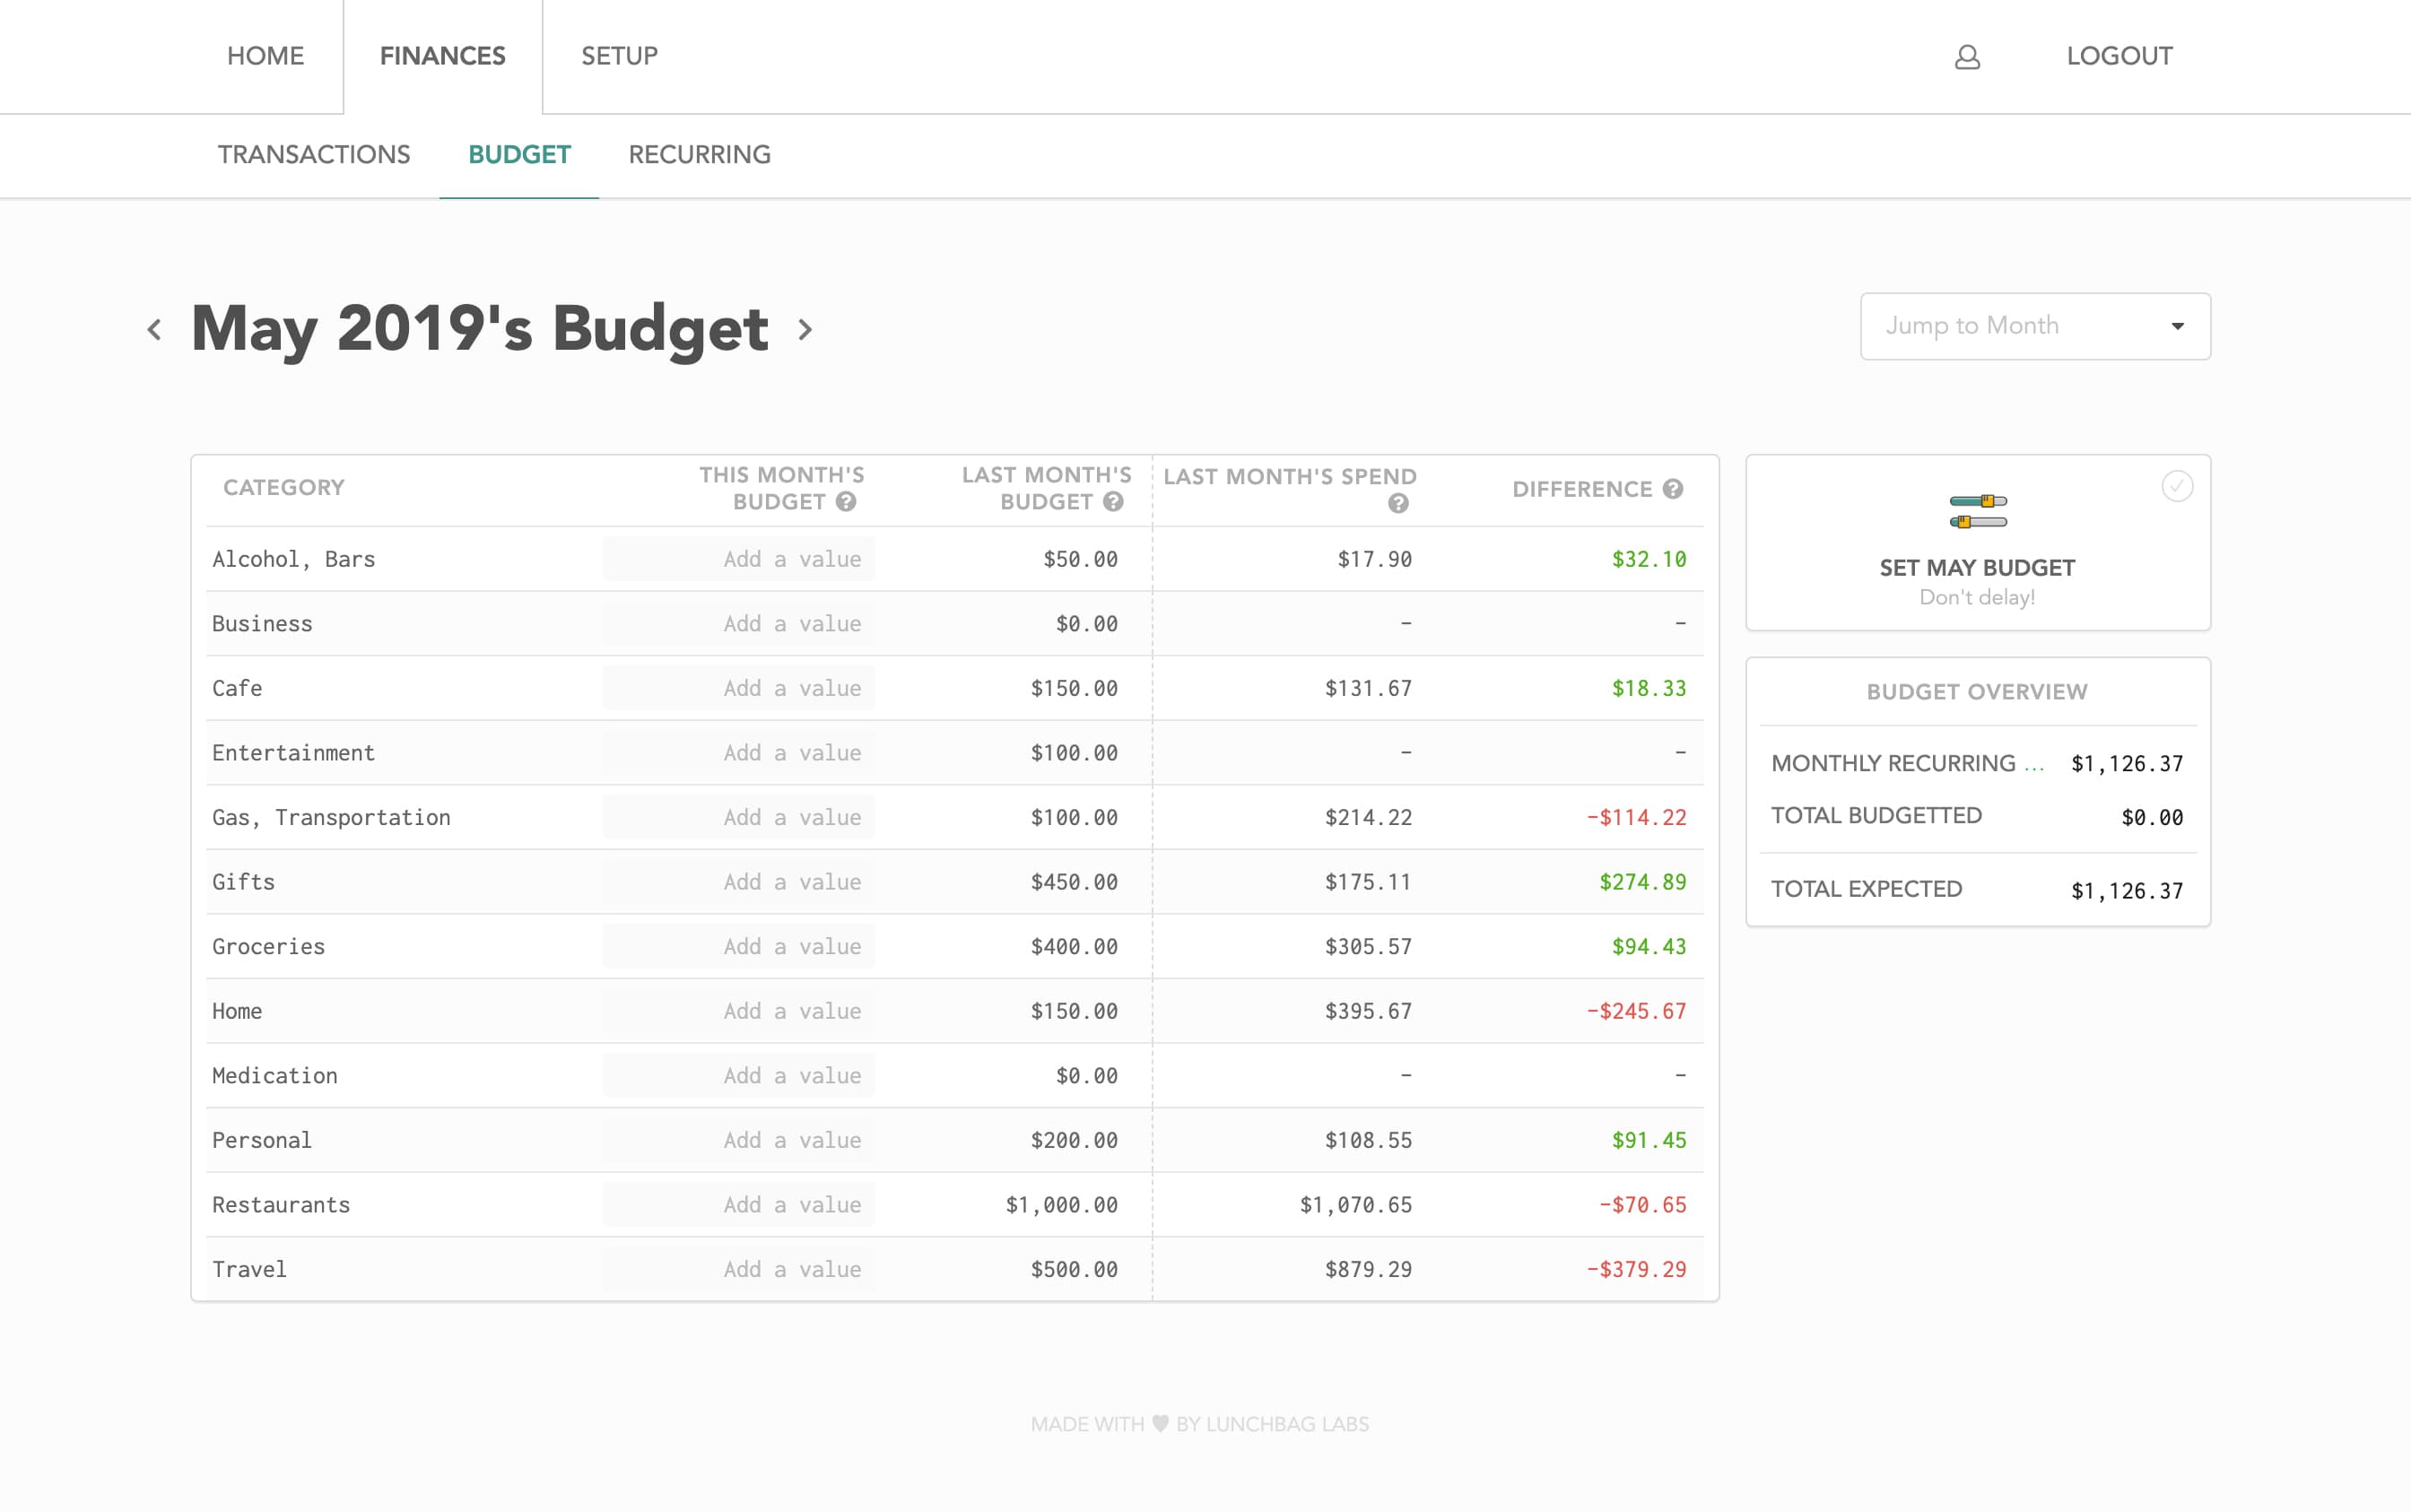 HOME FINANCES SETUP LOGOUT
TRANSACTIONS BUDGET RECURRING
May 2019's Budget
Jump to Month
CATEGORY THIS MONTH'S BUDGET LAST MONTH'S BUDGET LAST MONTH'S SPEND DIFFERENCE
Alcohol, Bars Add a value $50.00 $17.90 $32.10
Business Add a value $0.00 – –
Cafe Add a value $150.00 $131.67 $18.33
Entertainment Add a value $100.00 – –
Gas, Transportation Add a value $100.00 $214.22 -$114.22
Gifts Add a value $450.00 $175.11 $274.89
Groceries Add a value $400.00 $305.57 $94.43
Home Add a value $150.00 $395.67 -$245.67
Medication Add a value $0.00 – –
Personal Add a value $200.00 $108.55 $91.45
Restaurants Add a value $1,000.00 $1,070.65 -$70.65
Travel Add a value $500.00 $879.29 -$379.29
SET MAY BUDGET
Don't delay!
BUDGET OVERVIEW
MONTHLY RECURRING ... $1,126.37
TOTAL BUDGETTED $0.00
TOTAL EXPECTED $1,126.37
MADE WITH ♥ BY LUNCHBAG LABS